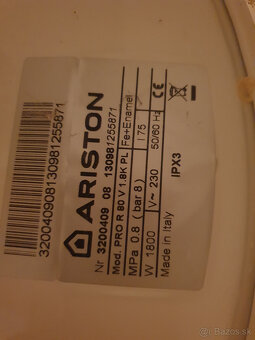 ARISTON
Nr 3200409 08 130981255871
Mod. PRO R 80 V 1.8K PL
Fe+Enamel
MPa 0.8 ( bar 8)
l 75
W 1800
V~ 230
50/60 Hz
CE
IPX3
Made in Italy
320040908130981255871
© bazos.sk